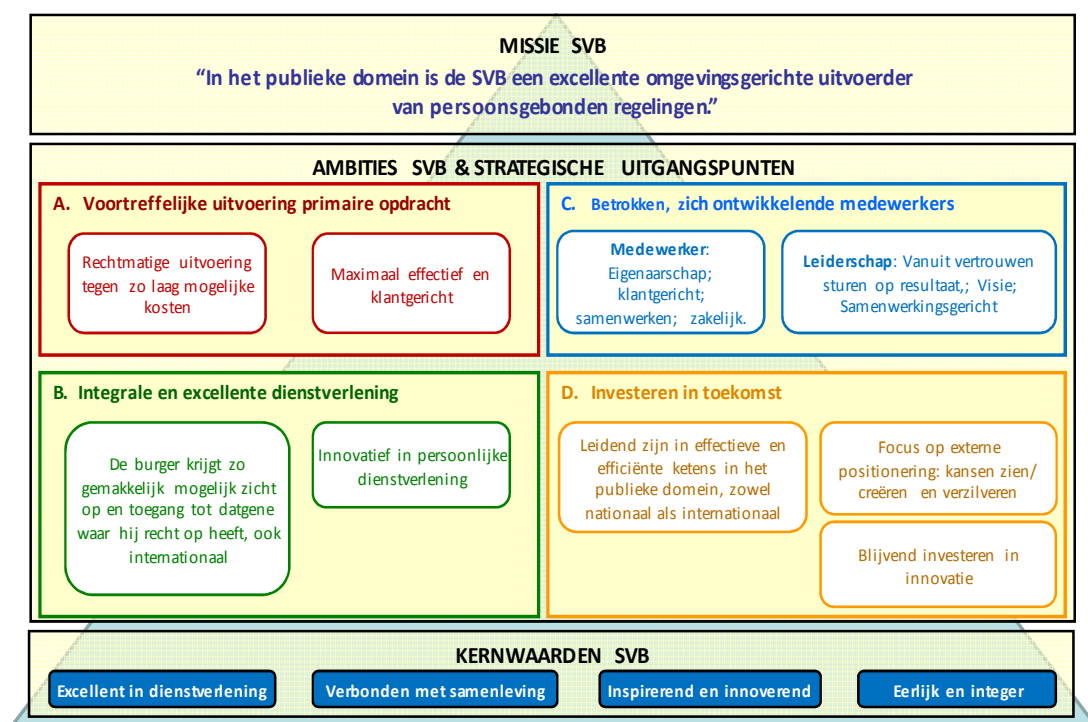 MISSIE SVB
“In het publieke domein is de SVB een excellente omgevingsgerichte uitvoerder
van persoonsgebonden regelingen.”
AMBITIES SVB & STRATEGISCHE UITGANGSPUNTEN
A. Voortreffelijke uitvoering primaire opdracht
Rechtmatige uitvoering
tegen zo laag mogelijke
kosten
Maximaal effectief en
klantgericht
C. Betrokken, zich ontwikkelende medewerkers
Medewerker:
Eigenaarschap;
klantgericht;
samenwerken; zakelijk.
Leiderschap: Vanuit vertrouwen
sturen op resultaat,; Visie;
Samenwerkingsgericht
B. Integrale en excellente dienstverlening
De burger krijgt zo
gemakkelijk mogelijk zicht
op en toegang tot datgene
waar hij recht op heeft, ook
internationaal
Innovatief in persoonlijke
dienstverlening
D. Investeren in toekomst
Leidend zijn in effectieve en
efficiënte ketens in het
publieke domein, zowel
nationaal als internationaal
Focus op externe
positionering: kansen zien/
creëren en verzilveren
Blijvend investeren in
innovatie
KERNWAARDEN SVB
Excellent in dienstverlening
Verbonden met samenleving
Inspirerend en innoverend
Eerlijk en integer